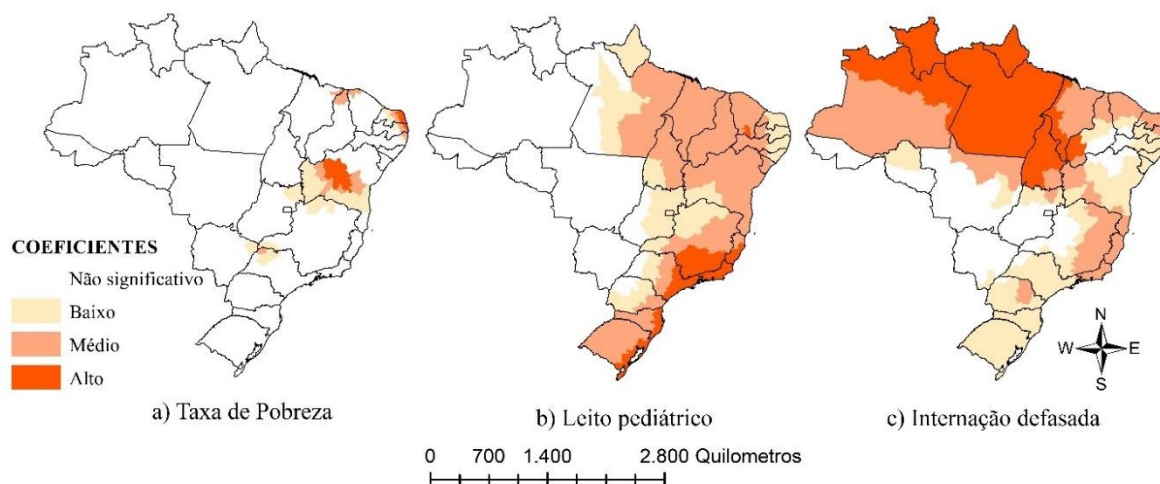 COEFICIENTES
Não significativo
Baixo
Médio
Alto
N
W E
S
a) Taxa de Pobreza
b) Leito pediátrico
c) Internação defasada
0 700 1.400 2.800 Quilometros